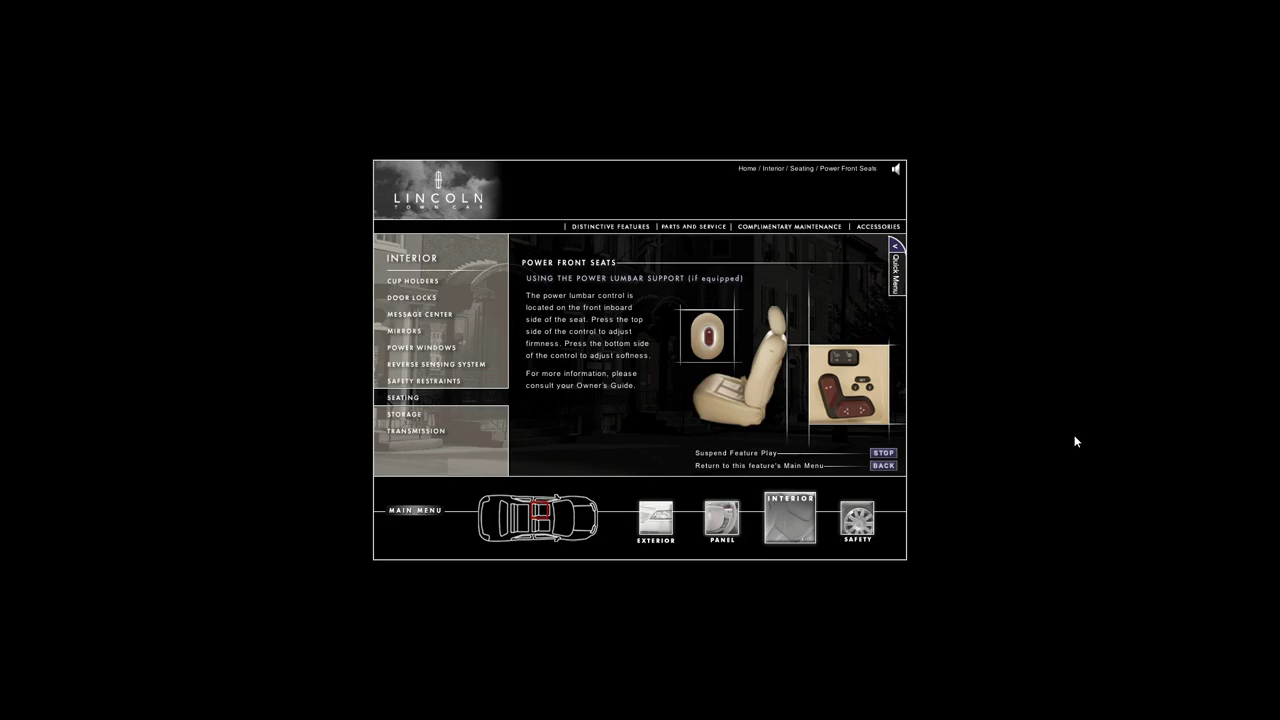 Home / Interior / Seating / Power Front Seats
LINCOLN
TOWN CAR
DISTINCTIVE FEATURES | PARTS AND SERVICE | COMPLIMENTARY MAINTENANCE | ACCESSORIES
INTERIOR
CUP HOLDERS
DOOR LOCKS
MESSAGE CENTER
MIRRORS
POWER WINDOWS
REVERSE SENSING SYSTEM
SAFETY RESTRAINTS
SEATING
STORAGE
TRANSMISSION
POWER FRONT SEATS
USING THE POWER LUMBAR SUPPORT (if equipped)
The power lumbar control is
located on the front inboard
side of the seat. Press the top
side of the control to adjust
firmness. Press the bottom side
of the control to adjust softness.
For more information, please
consult your Owner's Guide.
< Quick Menu
Suspend Feature Play STOP
Return to this feature's Main Menu BACK
MAIN MENU
EXTERIOR
PANEL
INTERIOR
SAFETY